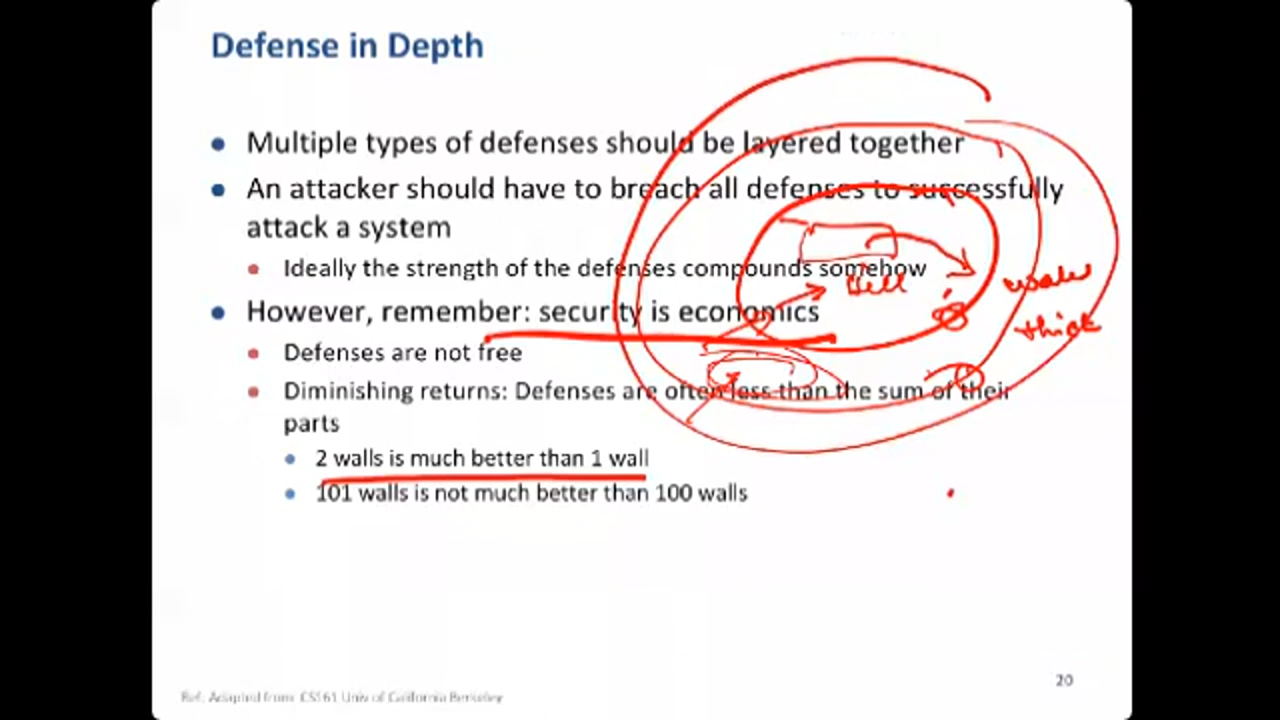 Defense in Depth
• Multiple types of defenses should be layered together
• An attacker should have to breach all defenses to successfully
attack a system
• Ideally the strength of the defenses compounds somehow
• However, remember: security is economics
• Defenses are not free
• Diminishing returns: Defenses are often less than the sum of their
parts
• 2 walls is much better than 1 wall
• 101 walls is not much better than 100 walls
thick
20
Ref: Adapted from: CS161 Univ of California Berkeley